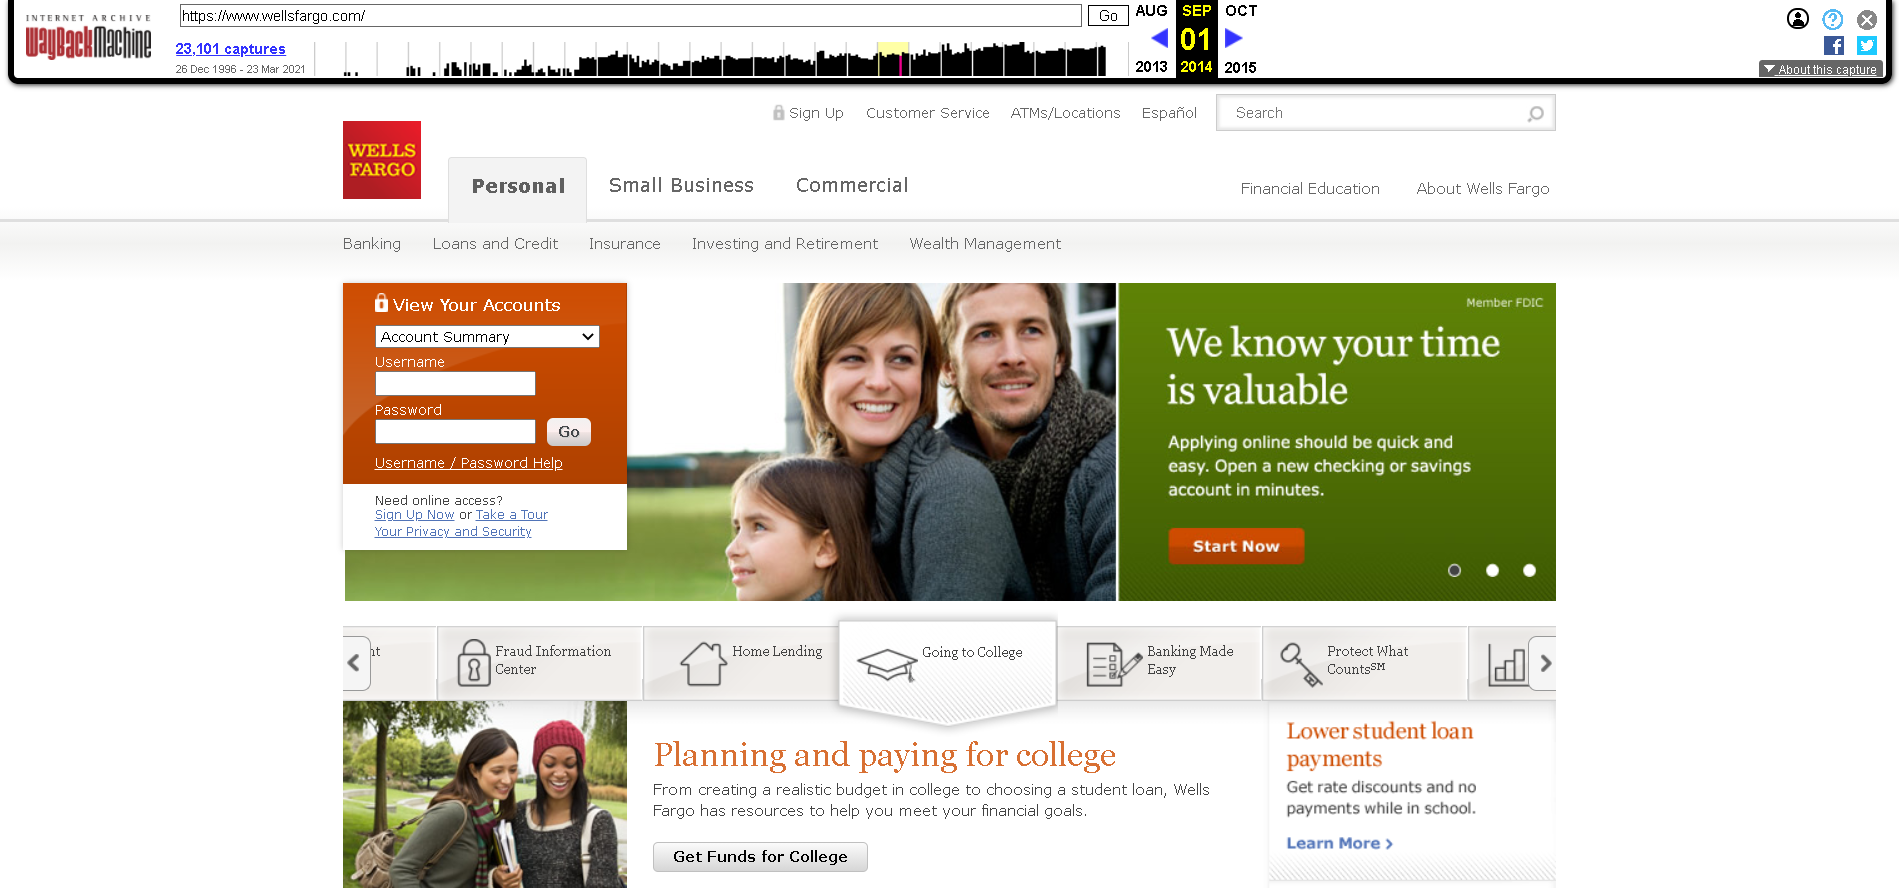 INTERNET ARCHIVE
WayBackMachine
https://www.wellsfargo.com/
Go
23,101 captures
26 Dec 1996 - 23 Mar 2021
AUG SEP OCT
01
2013 2014 2015
About this capture
Sign Up Customer Service ATMs/Locations Español Search
WELLS
FARGO
Personal Small Business Commercial
Financial Education About Wells Fargo
Banking Loans and Credit Insurance Investing and Retirement Wealth Management
View Your Accounts
Account Summary
Username
Password
Go
Username / Password Help
Need online access?
Sign Up Now or Take a Tour
Your Privacy and Security
Member FDIC
We know your time
is valuable
Applying online should be quick and
easy. Open a new checking or savings
account in minutes.
Start Now
nt
Fraud Information
Center
Home Lending
Going to College
Banking Made
Easy
Protect What
Counts℠
Planning and paying for college
From creating a realistic budget in college to choosing a student loan, Wells
Fargo has resources to help you meet your financial goals.
Get Funds for College
Lower student loan
payments
Get rate discounts and no
payments while in school.
Learn More